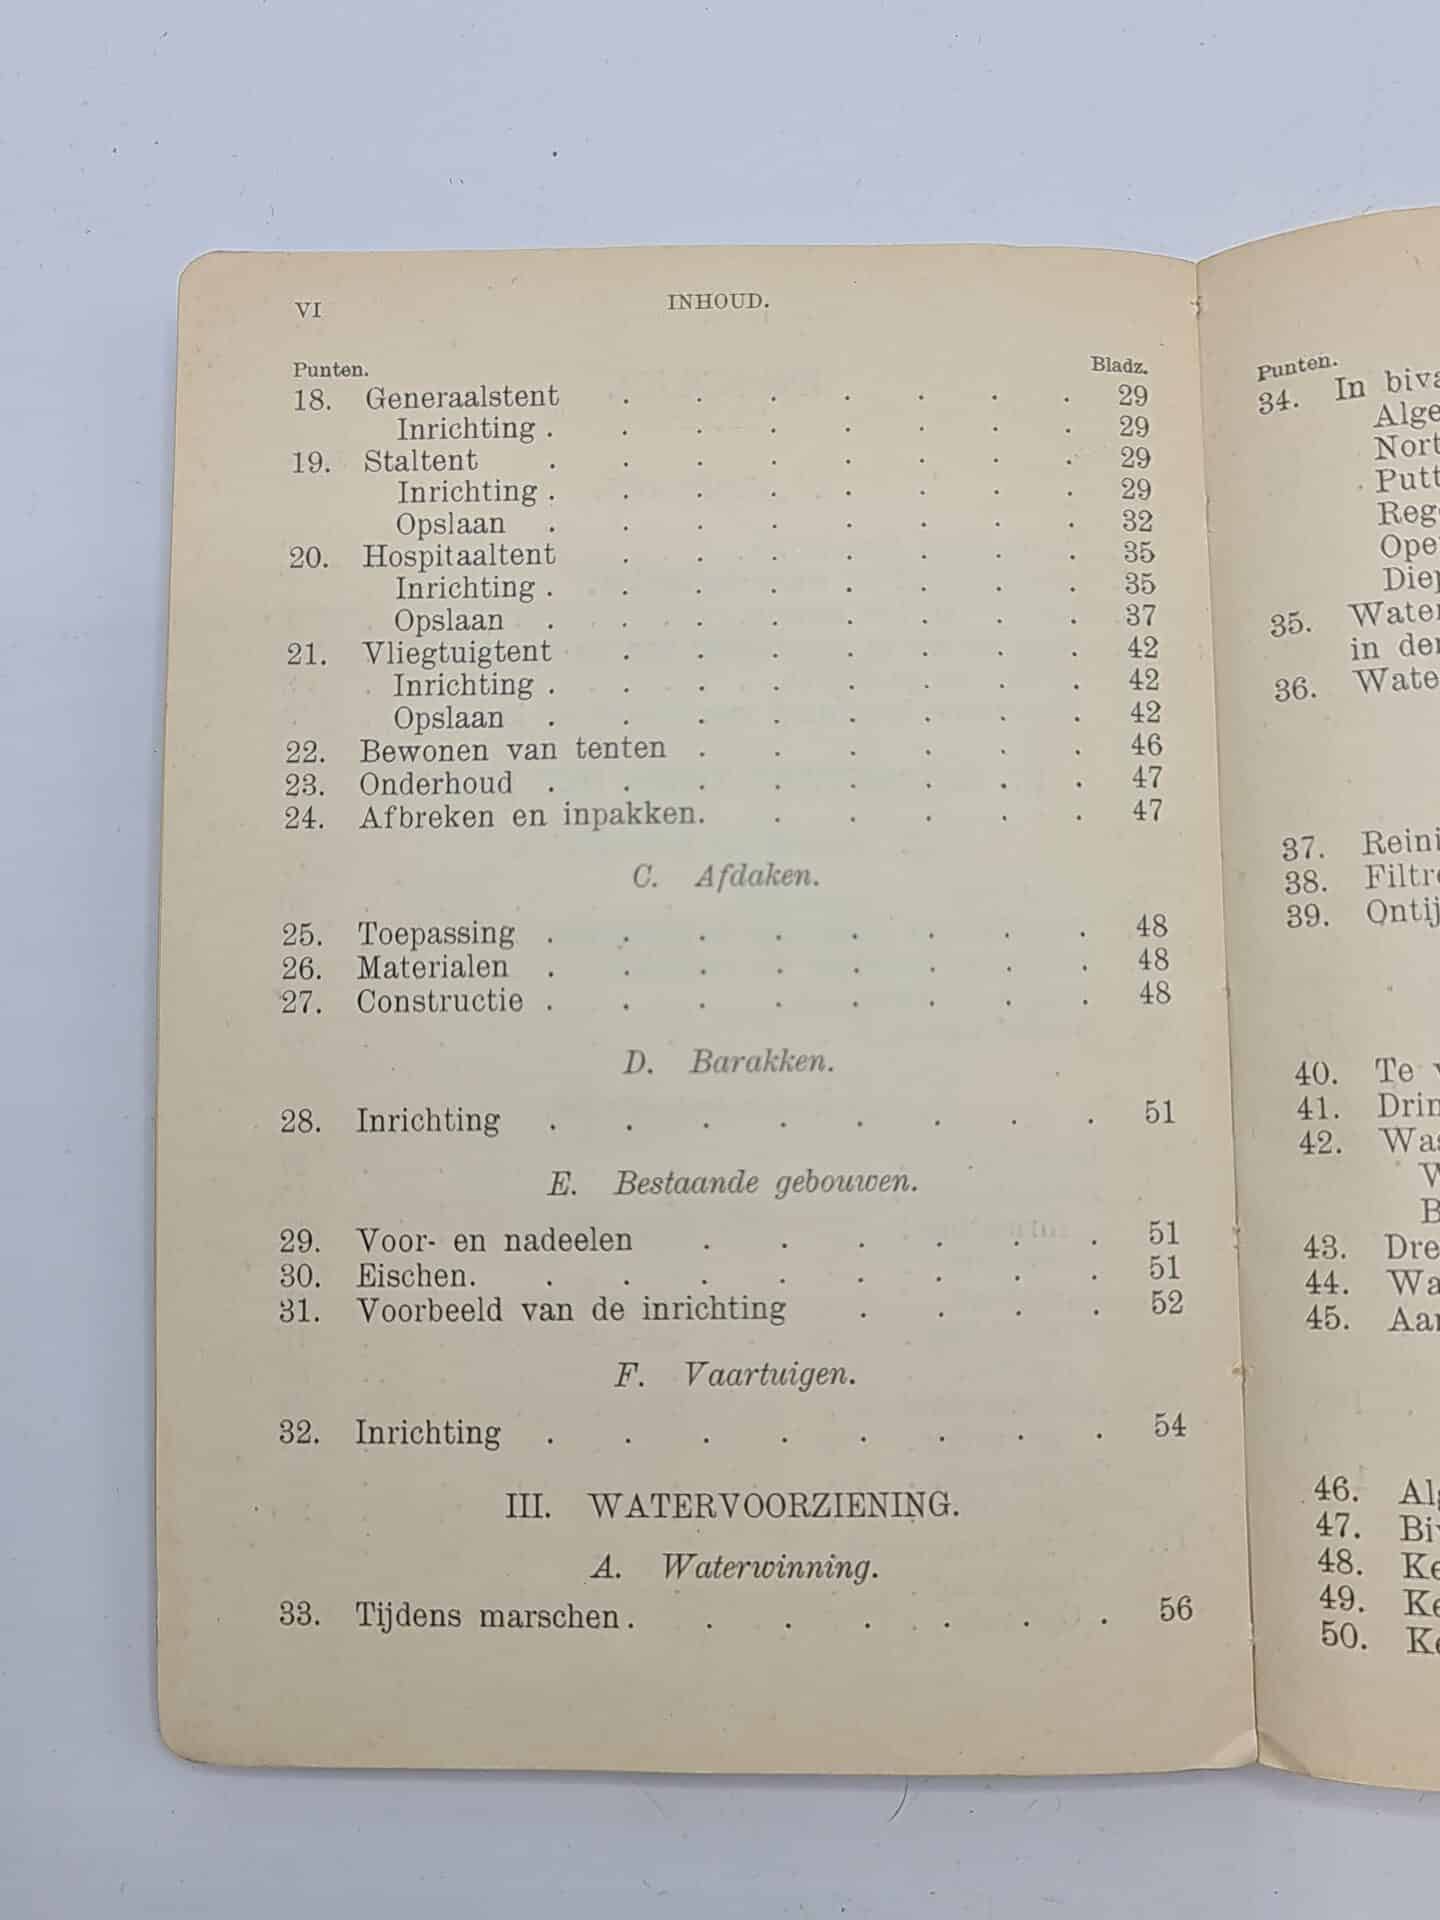 VI INHOUD.
Punten. Bladz.
18. Generaalstent . . . . . . . 29
Inrichting . . . . . . . . 29
19. Staltent . . . . . . . . 29
Inrichting . . . . . . . . 29
Opslaan . . . . . . . . 32
20. Hospitaaltent . . . . . . . 35
Inrichting . . . . . . . . 35
Opslaan . . . . . . . . 37
21. Vliegtuigtent . . . . . . . 42
Inrichting . . . . . . . . 42
Opslaan . . . . . . . . 42
22. Bewonen van tenten . . . . . . 46
23. Onderhoud . . . . . . . . 47
24. Afbreken en inpakken. . . . . . 47
C. Afdaken.
25. Toepassing . . . . . . . . 48
26. Materialen . . . . . . . . 48
27. Constructie . . . . . . . . 48
D. Barakken.
28. Inrichting . . . . . . . . 51
E. Bestaande gebouwen.
29. Voor- en nadeelen . . . . . . 51
30. Eischen. . . . . . . . . 51
31. Voorbeeld van de inrichting . . . . 52
F. Vaartuigen.
32. Inrichting . . . . . . . . 54
III. WATERVOORZIENING.
A. Waterwinning.
33. Tijdens marschen . . . . . . . 56
Punten.
34. In
35.
in
36.
37.
38.
39.
40. Te
41.
42.
43.
44.
45.
46.
47.
48.
49.
50.